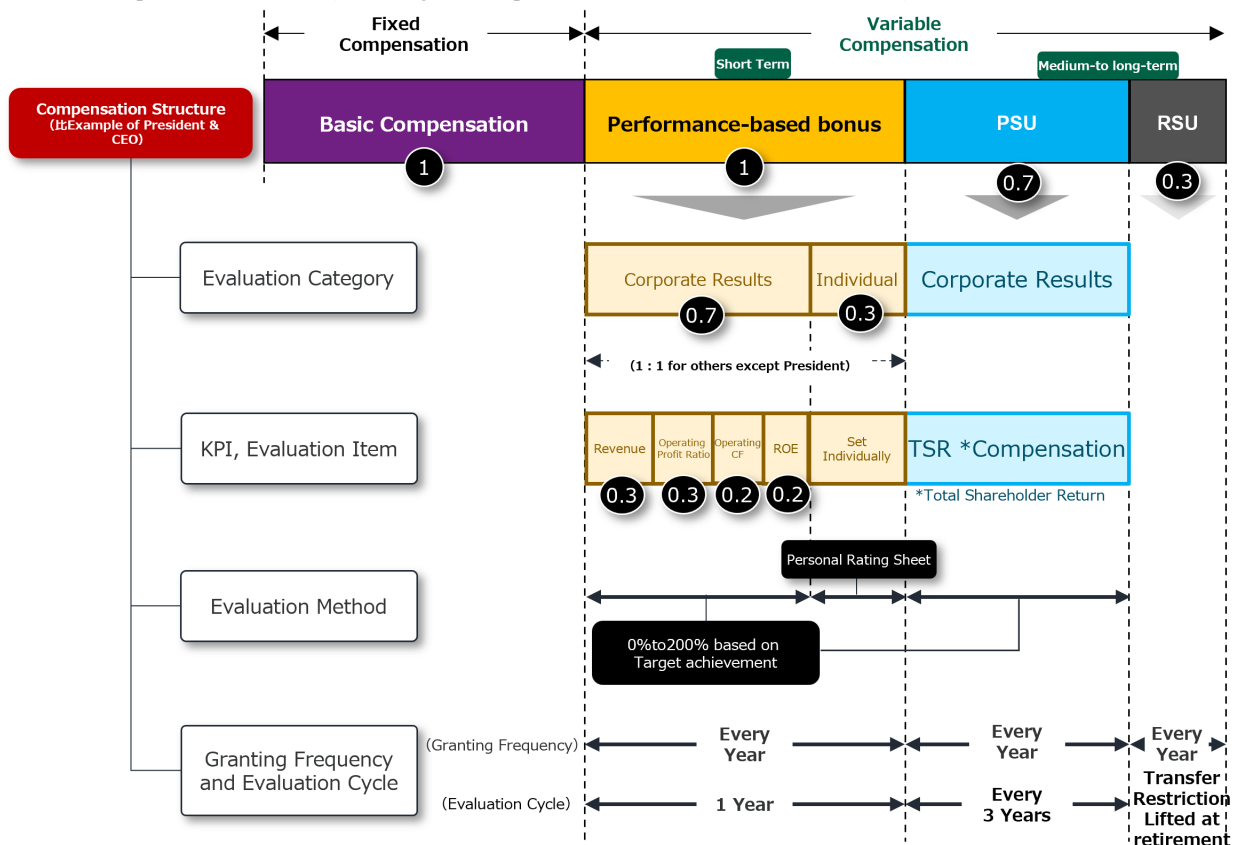 Fixed
Compensation
Variable
Compensation
Short Term
Medium-to long-term
Compensation Structure
(比Example of President &
CEO)
Basic Compensation
Performance-based bonus
PSU
RSU
1
1
0.7
0.3
Evaluation Category
Corporate Results
Individual
Corporate Results
0.7
0.3
(1 : 1 for others except President)
KPI, Evaluation Item
Revenue
Operating
Profit Ratio
Operating
CF
ROE
Set
Individually
TSR *Compensation
0.3
0.3
0.2
0.2
*Total Shareholder Return
Personal Rating Sheet
Evaluation Method
0%to200% based on
Target achievement
Granting Frequency
and Evaluation Cycle
(Granting Frequency)
Every
Year
Every
Year
Every
Year
(Evaluation Cycle)
1 Year
Every
3 Years
Transfer
Restriction
Lifted at
retirement